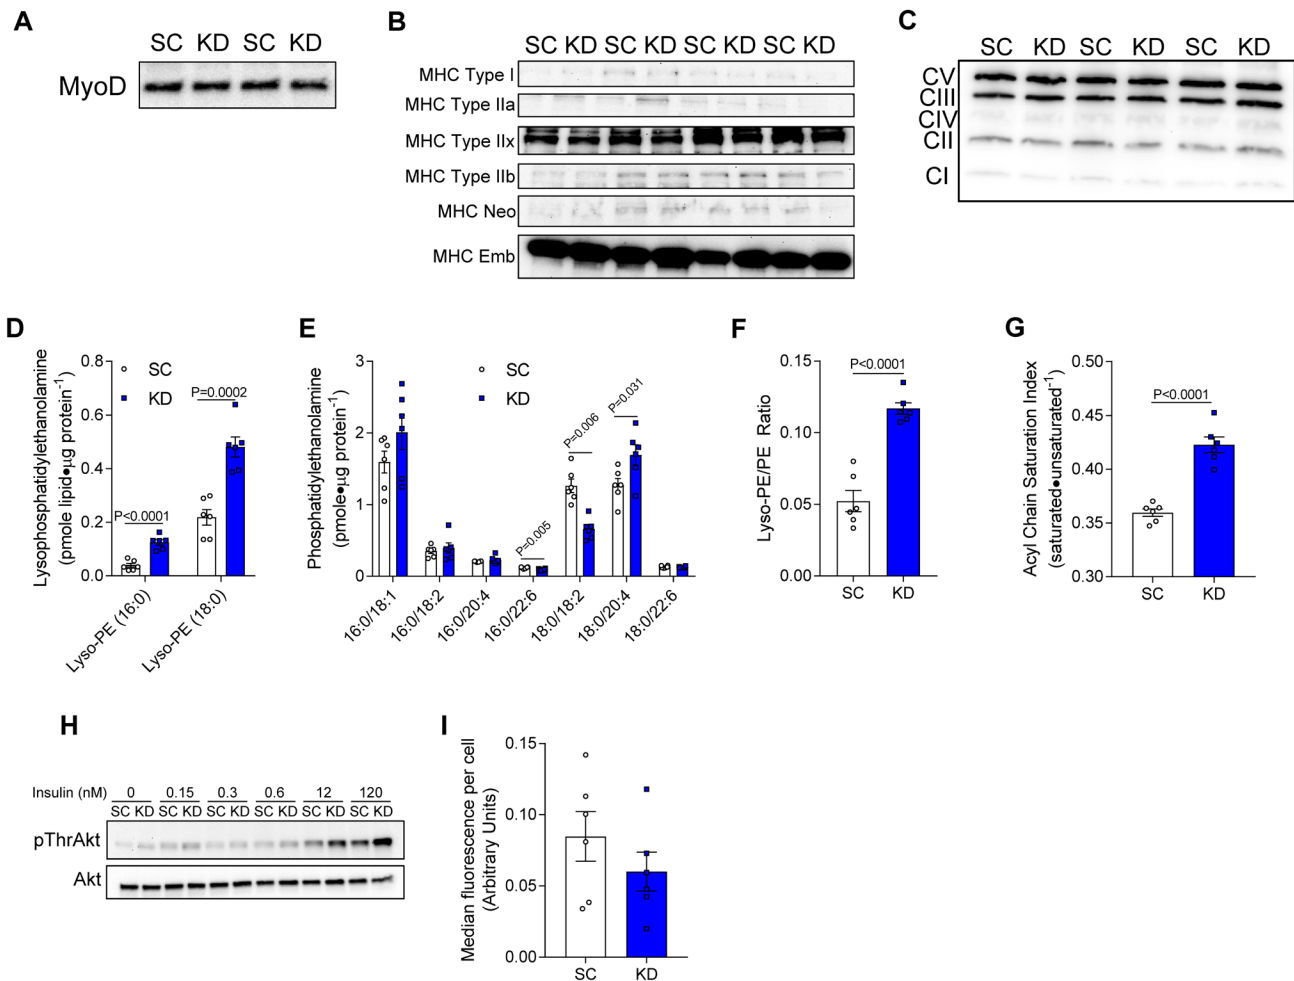 A
SC KD SC KD
MyoD
B
SC KD SC KD SC KD SC KD
MHC Type I
MHC Type IIa
MHC Type IIx
MHC Type IIb
MHC Neo
MHC Emb
C
SC KD SC KD SC KD
CV
CIII
CIV
CII
CI
D
Lysophosphatidylethanolamine
(pmole lipid•µg protein⁻¹)
0.8
0.6
0.4
0.2
0.0
SC
KD
P=0.0002
P<0.0001
Lyso-PE (16:0)
Lyso-PE (18:0)
E
Phosphatidylethanolamine
(pmole•µg protein⁻¹)
3
2
1
0
SC
KD
P=0.005
P=0.006
P=0.031
16:0/18:1
16:0/18:2
16:0/20:4
16:0/22:6
18:0/18:2
18:0/20:4
18:0/22:6
F
Lyso-PE/PE Ratio
0.15
0.10
0.05
0.00
P<0.0001
SC KD
G
Acyl Chain Saturation Index
(saturated•unsaturated⁻¹)
0.50
0.45
0.40
0.35
0.30
P<0.0001
SC KD
H
Insulin (nM) 0 0.15 0.3 0.6 12 120
SC KD SC KD SC KD SC KD SC KD SC KD
pThrAkt
Akt
I
Median fluorescence per cell
(Arbitrary Units)
0.15
0.10
0.05
0.00
SC KD